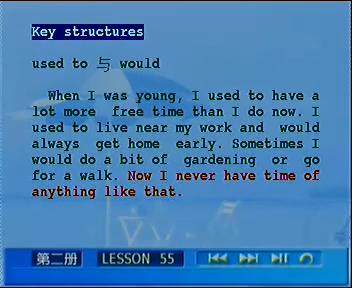 Key structures
used to 与 would
When I was young, I used to have a
lot more free time than I do now. I
used to live near my work and would
always get home early. Sometimes I
would do a bit of gardening or go
for a walk. Now I never have time of
anything like that.
第二册 LESSON 55